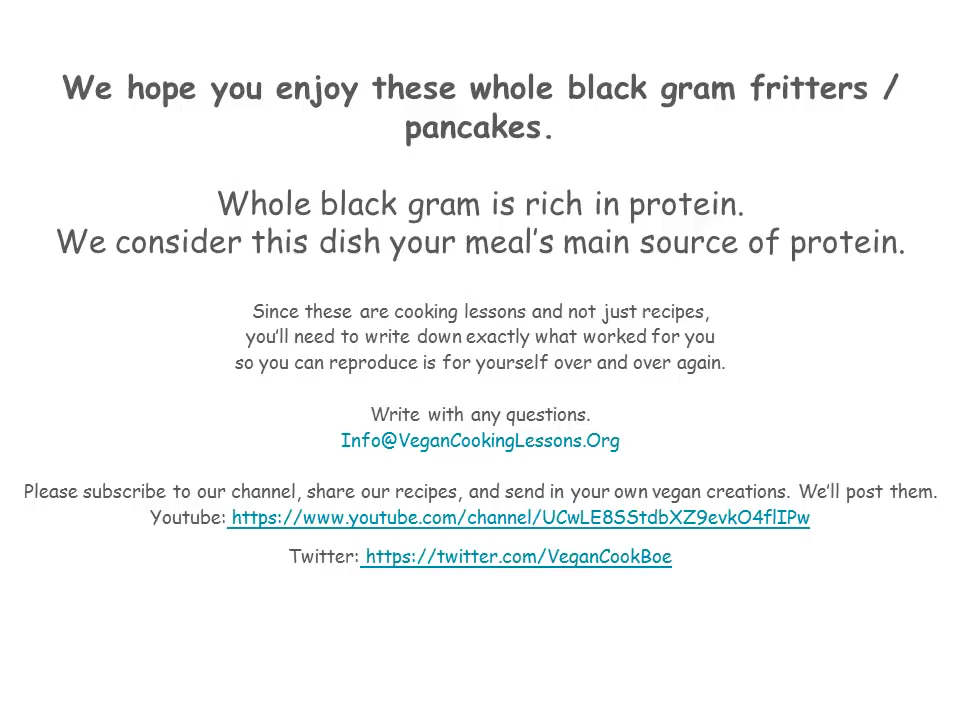 We hope you enjoy these whole black gram fritters /
pancakes.
Whole black gram is rich in protein.
We consider this dish your meal's main source of protein.
Since these are cooking lessons and not just recipes,
you'll need to write down exactly what worked for you
so you can reproduce is for yourself over and over again.
Write with any questions.
Info@VeganCookingLessons.Org
Please subscribe to our channel, share our recipes, and send in your own vegan creations. We'll post them.
Youtube: https://www.youtube.com/channel/UCwLE8SStdbXZ9evkO4flIPw
Twitter: https://twitter.com/VeganCookBoe